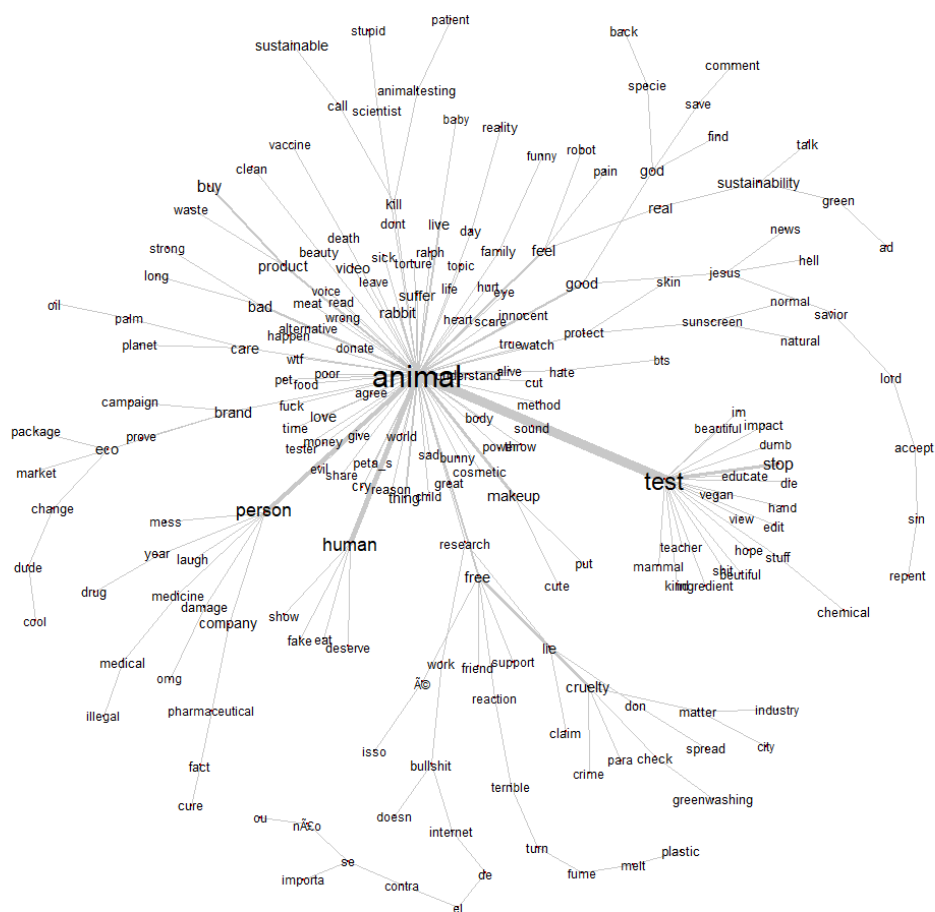 patient
stupid
back
sustainable
comment
animaltesting
specie
call
scientist
save
baby
reality
find
vaccine
funny
robot
talk
clean
pain
god
buy
sustainability
kill
waste
real
green
dont
live
day
news
death
strong
beauty
sick
ralph
family
feel
ad
torture
topic
hell
product
video
jesus
long
leave
life
hurt
good
skin
voice
suffer
eye
normal
oil
bad
meat
read
rabbit
innocent
savior
palm
wrong
heart
scare
sunscreen
alternative
protect
happen
natural
planet
care
donate
true
watch
wtf
bts
animal
understand
alive
hate
lord
pet
poor
food
cut
agree
campaign
fuck
method
brand
love
im
body
time
give
world
sound
beautiful
impact
package
prove
money
power
throw
dumb
eco
tester
accept
sad
bunny
stop
market
evil
peta_s
cosmetic
test
educate
share
great
die
cry
reason
thing
child
makeup
vegan
change
hand
person
view
edit
sin
mess
human
research
teacher
hope
stuff
year
laugh
put
mammal
shit
repent
dude
free
beutiful
drug
medicine
cute
kind
ingredient
damage
show
chemical
cool
company
fake
eat
deserve
lie
medical
work
friend
support
omg
é
cruelty
reaction
don
illegal
pharmaceutical
matter
industry
claim
isso
spread
city
fact
bullshit
para
check
crime
cure
terrible
greenwashing
ou
doesn
não
internet
turn
plastic
se
melt
importa
contra
de
fume
el